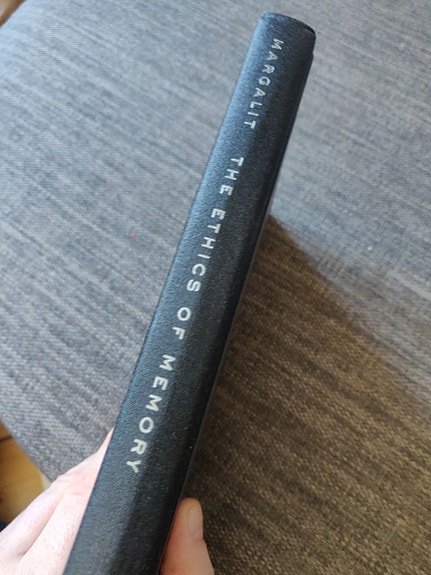 MARGALIT THE ETHICS OF MEMORY